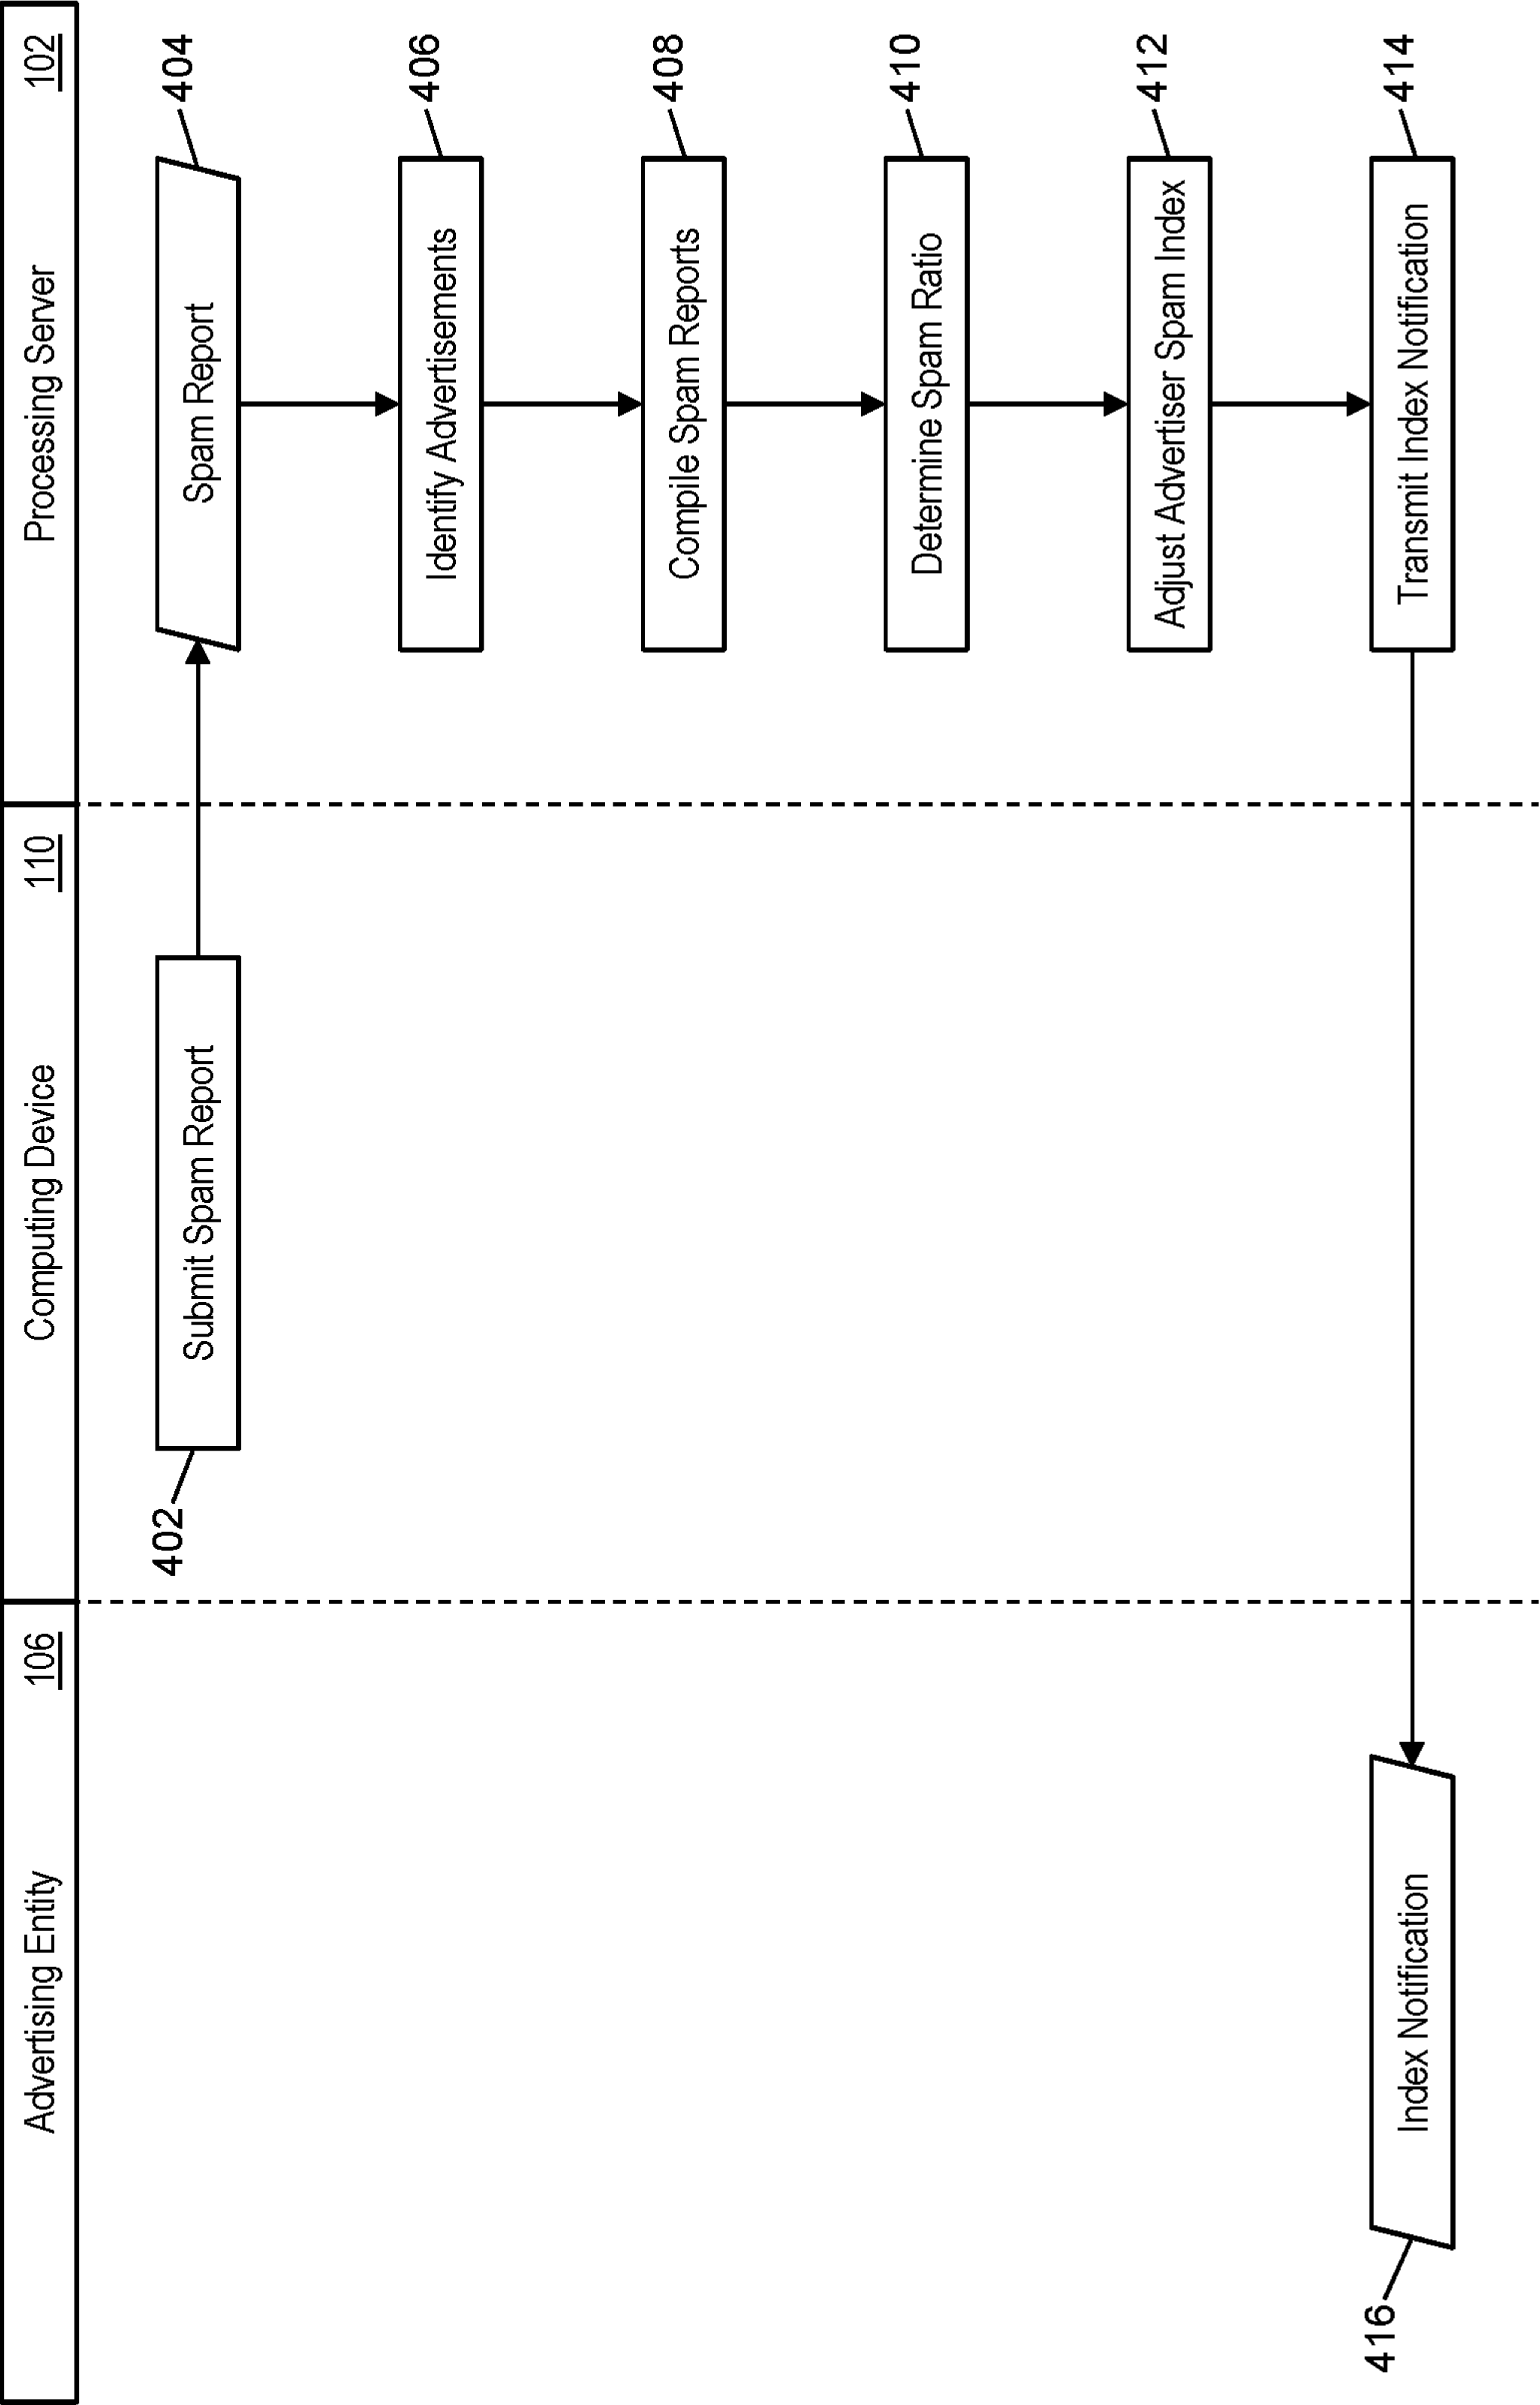 Advertising Entity 106
Computing Device 110
Processing Server 102
402
Submit Spam Report
Spam Report
404
Identify Advertisements
406
Compile Spam Reports
408
Determine Spam Ratio
410
Adjust Advertiser Spam Index
412
Transmit Index Notification
414
416
Index Notification